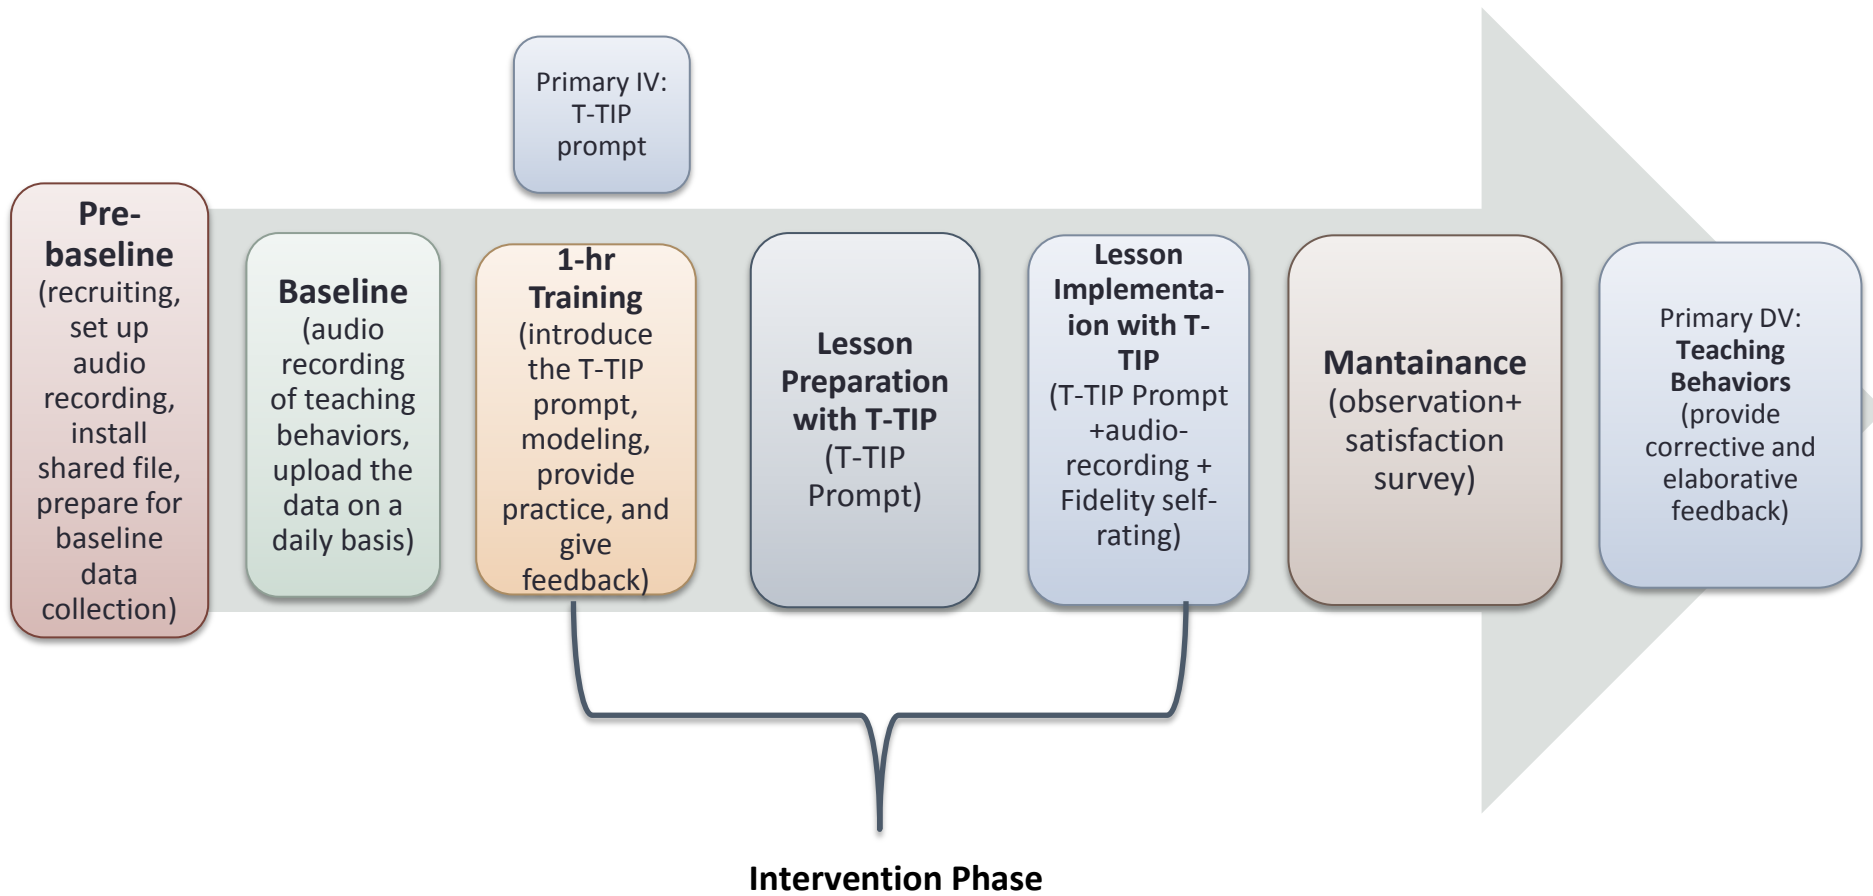 Primary IV:
T-TIP
prompt
Pre-
baseline
(recruiting,
set up
audio
recording,
install
shared file,
prepare for
baseline
data
collection)
Baseline
(audio
recording
of teaching
behaviors,
upload the
data on a
daily basis)
1-hr
Training
(introduce
the T-TIP
prompt,
modeling,
provide
practice, and
give
feedback)
Lesson
Preparation
with T-TIP
(T-TIP
Prompt)
Lesson
Implementa-
ion with T-
TIP
(T-TIP Prompt
+audio-
recording +
Fidelity self-
rating)
Mantainance
(observation+
satisfaction
survey)
Primary DV:
Teaching
Behaviors
(provide
corrective and
elaborative
feedback)
Intervention Phase